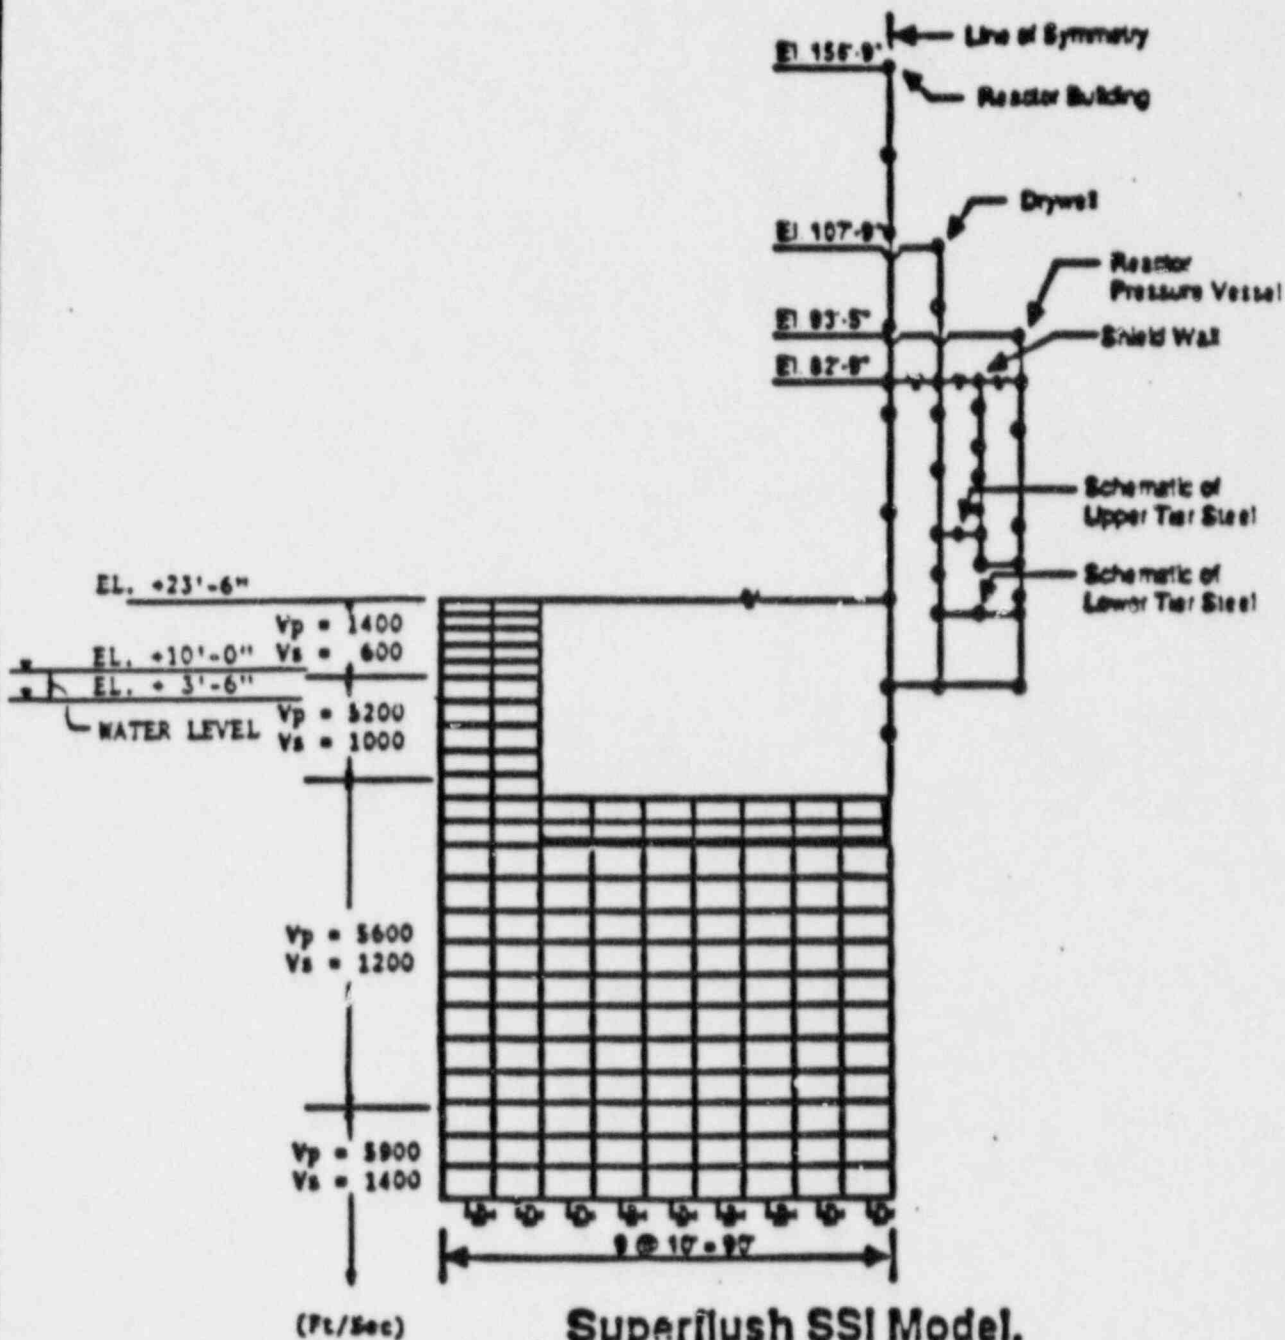 Line of Symmetry
El. 156'-9"
Reactor Building
Drywell
El. 107'-9"
Reactor
Pressure Vessel
El. 93'-5"
Shield Wall
El. 82'-9"
Schematic of
Upper Tier Steel
Schematic of
Lower Tier Steel
EL. +23'-6"
Vp = 1400
Vs = 600
EL. +10'-0"
EL. + 3'-6"
WATER LEVEL
Vp = 5200
Vs = 1000
Vp = 5600
Vs = 1200
Vp = 5900
Vs = 1400
9 @ 10' = 90'
(Ft/Sec)
Superflush SSI Model.